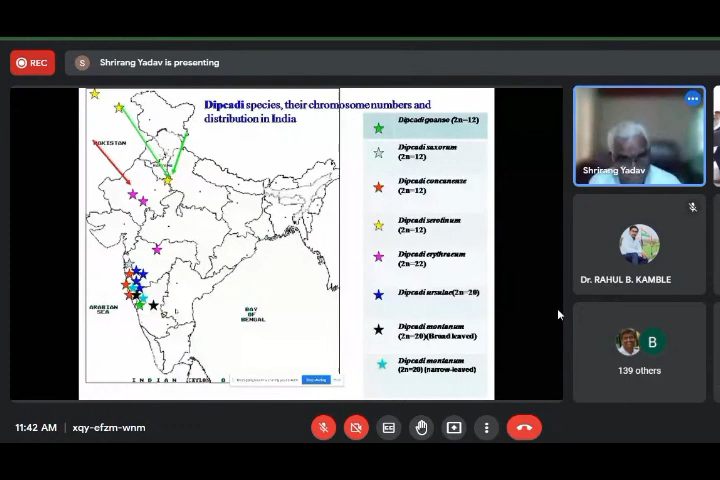 REC
S
Shrirang Yadav is presenting
Dipcadi species, their chromosome numbers and
distribution in India
PAKISTAN
ARABIAN
SEA
BAY
OF
BENGAL
I N D I A N
O
Dipcadi goanse (2n=12)
Dipcadi saxorum
(2n=12)
Dipcadi concanense
(2n=12)
Dipcadi serotinum
(2n=12)
Dipcadi erythraeum
(2n=22)
Dipcadi ursulae(2n=20)
Dipcadi montanum
(2n=20)(Broad leaved)
Dipcadi montanum
(2n=20) (narrow-leaved)
Shrirang Yadav
Dr. RAHUL B. KAMBLE
B
139 others
11:42 AM | xqy-efzm-wnm
CC